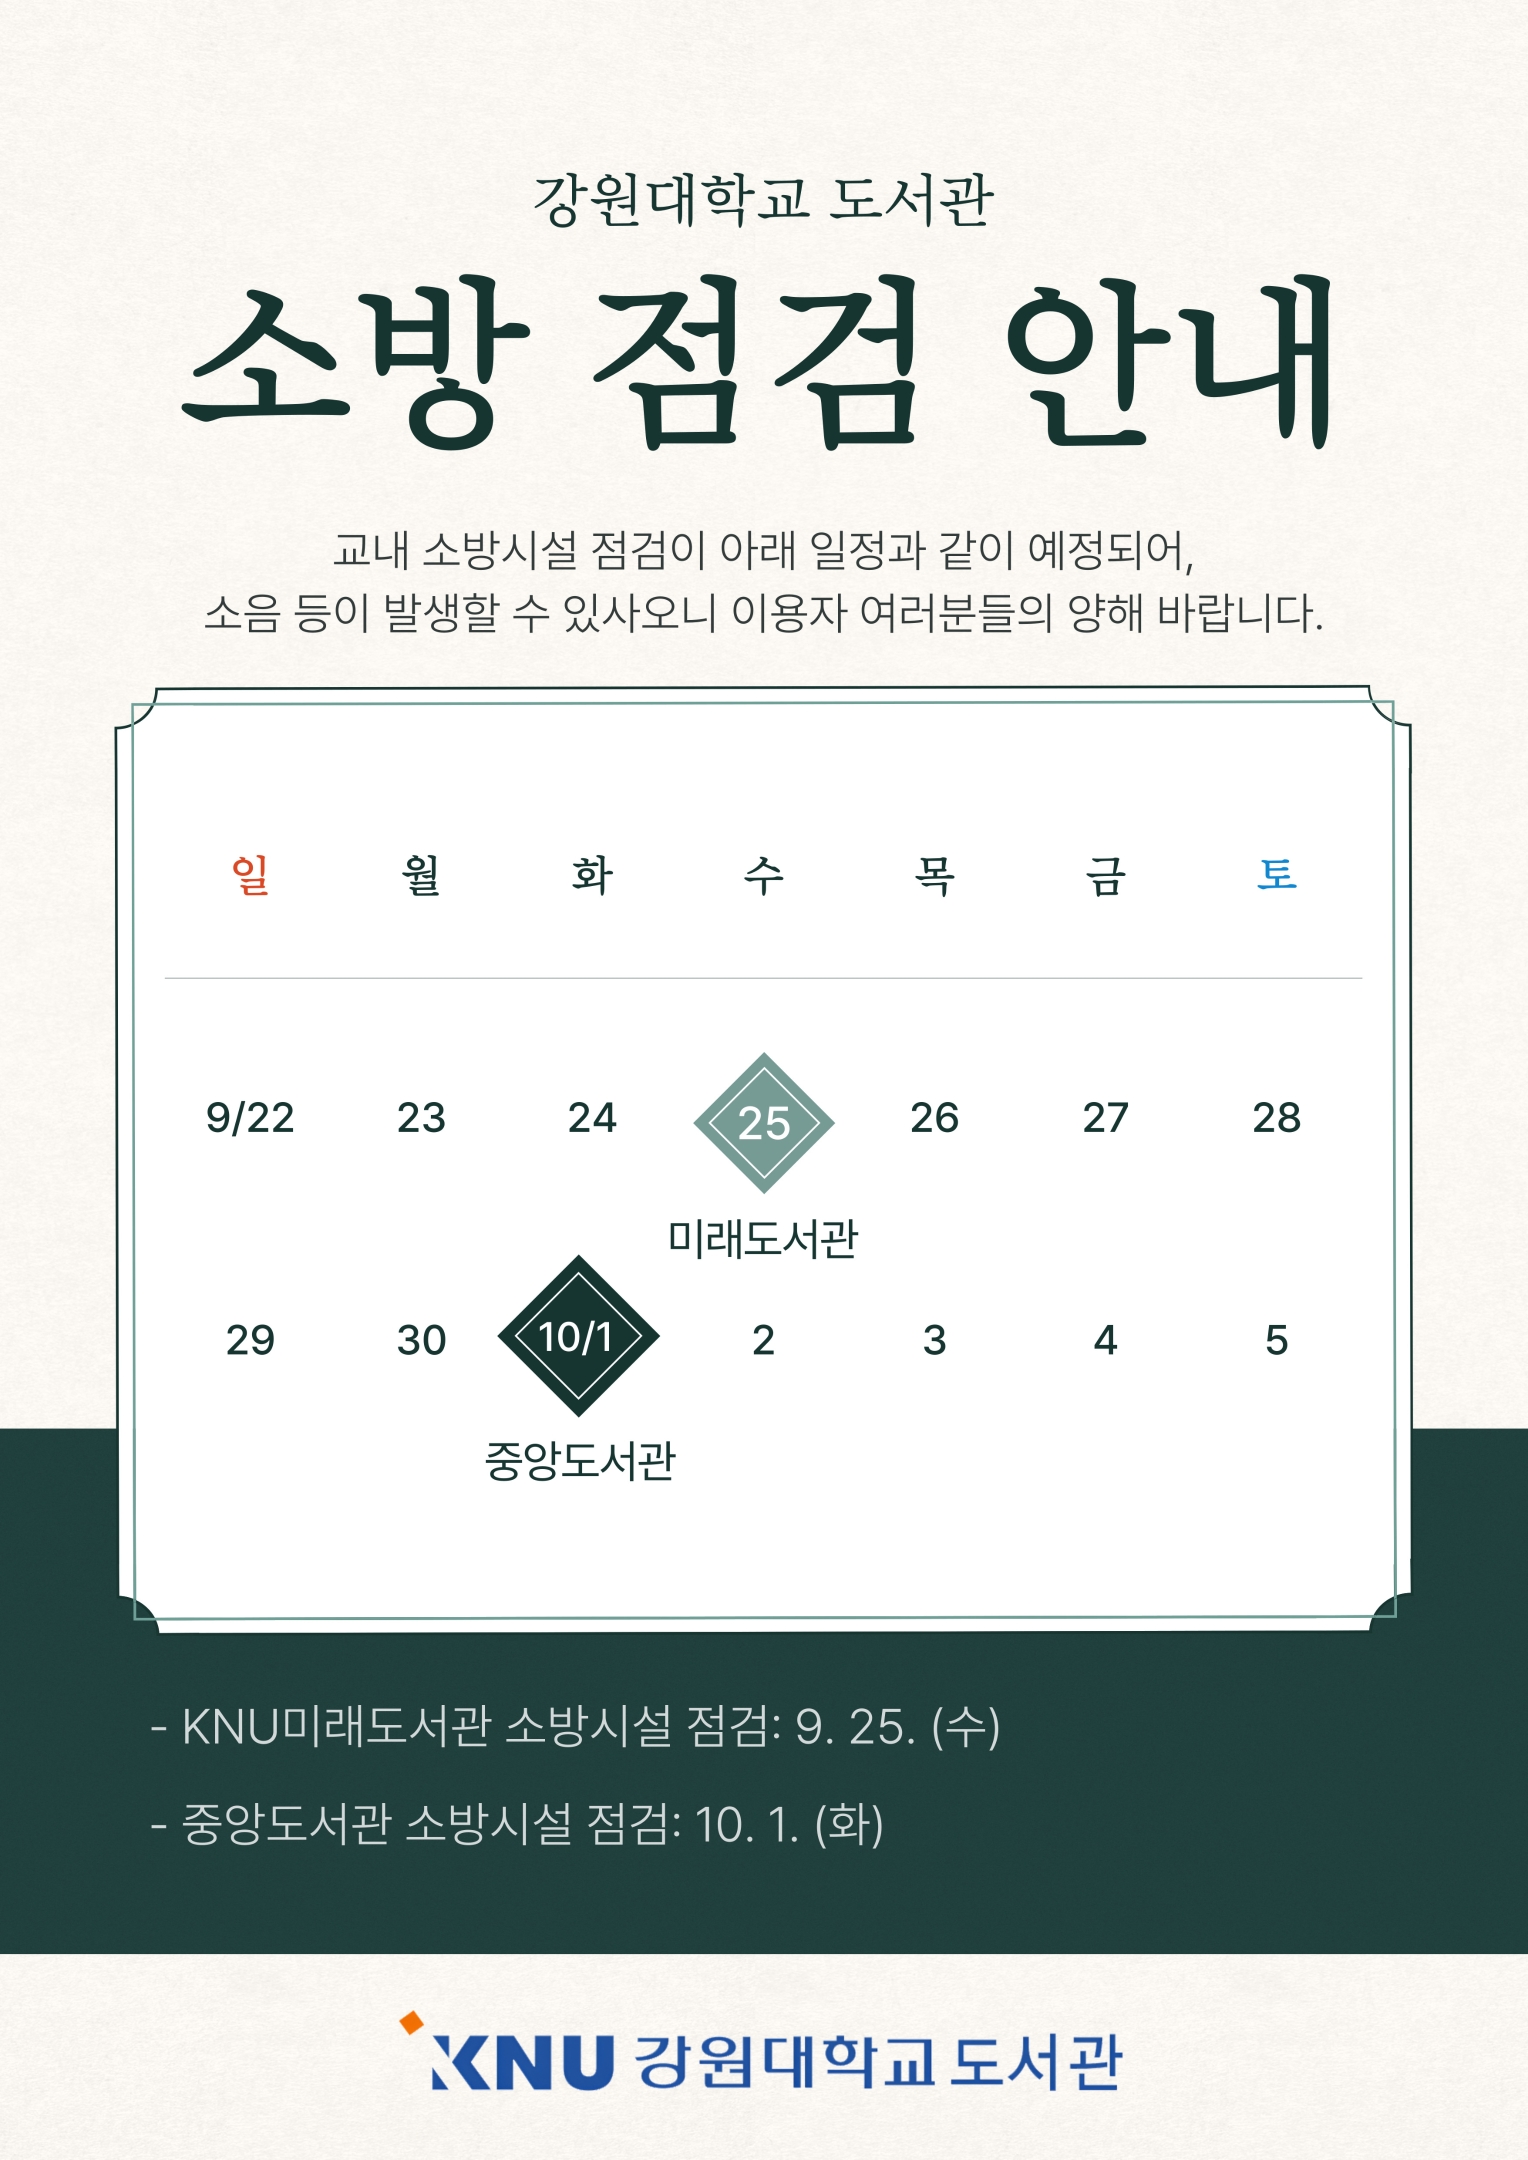 강원대학교 도서관
소방 점검 안내
교내 소방시설 점검이 아래 일정과 같이 예정되어,
소음 등이 발생할 수 있사오니 이용자 여러분들의 양해 바랍니다.
일 월 화 수 목 금 토
9/22 23 24 25 26 27 28
미래도서관
29 30 10/1 2 3 4 5
중앙도서관
- KNU미래도서관 소방시설 점검: 9. 25. (수)
- 중앙도서관 소방시설 점검: 10. 1. (화)
KNU 강원대학교 도서관